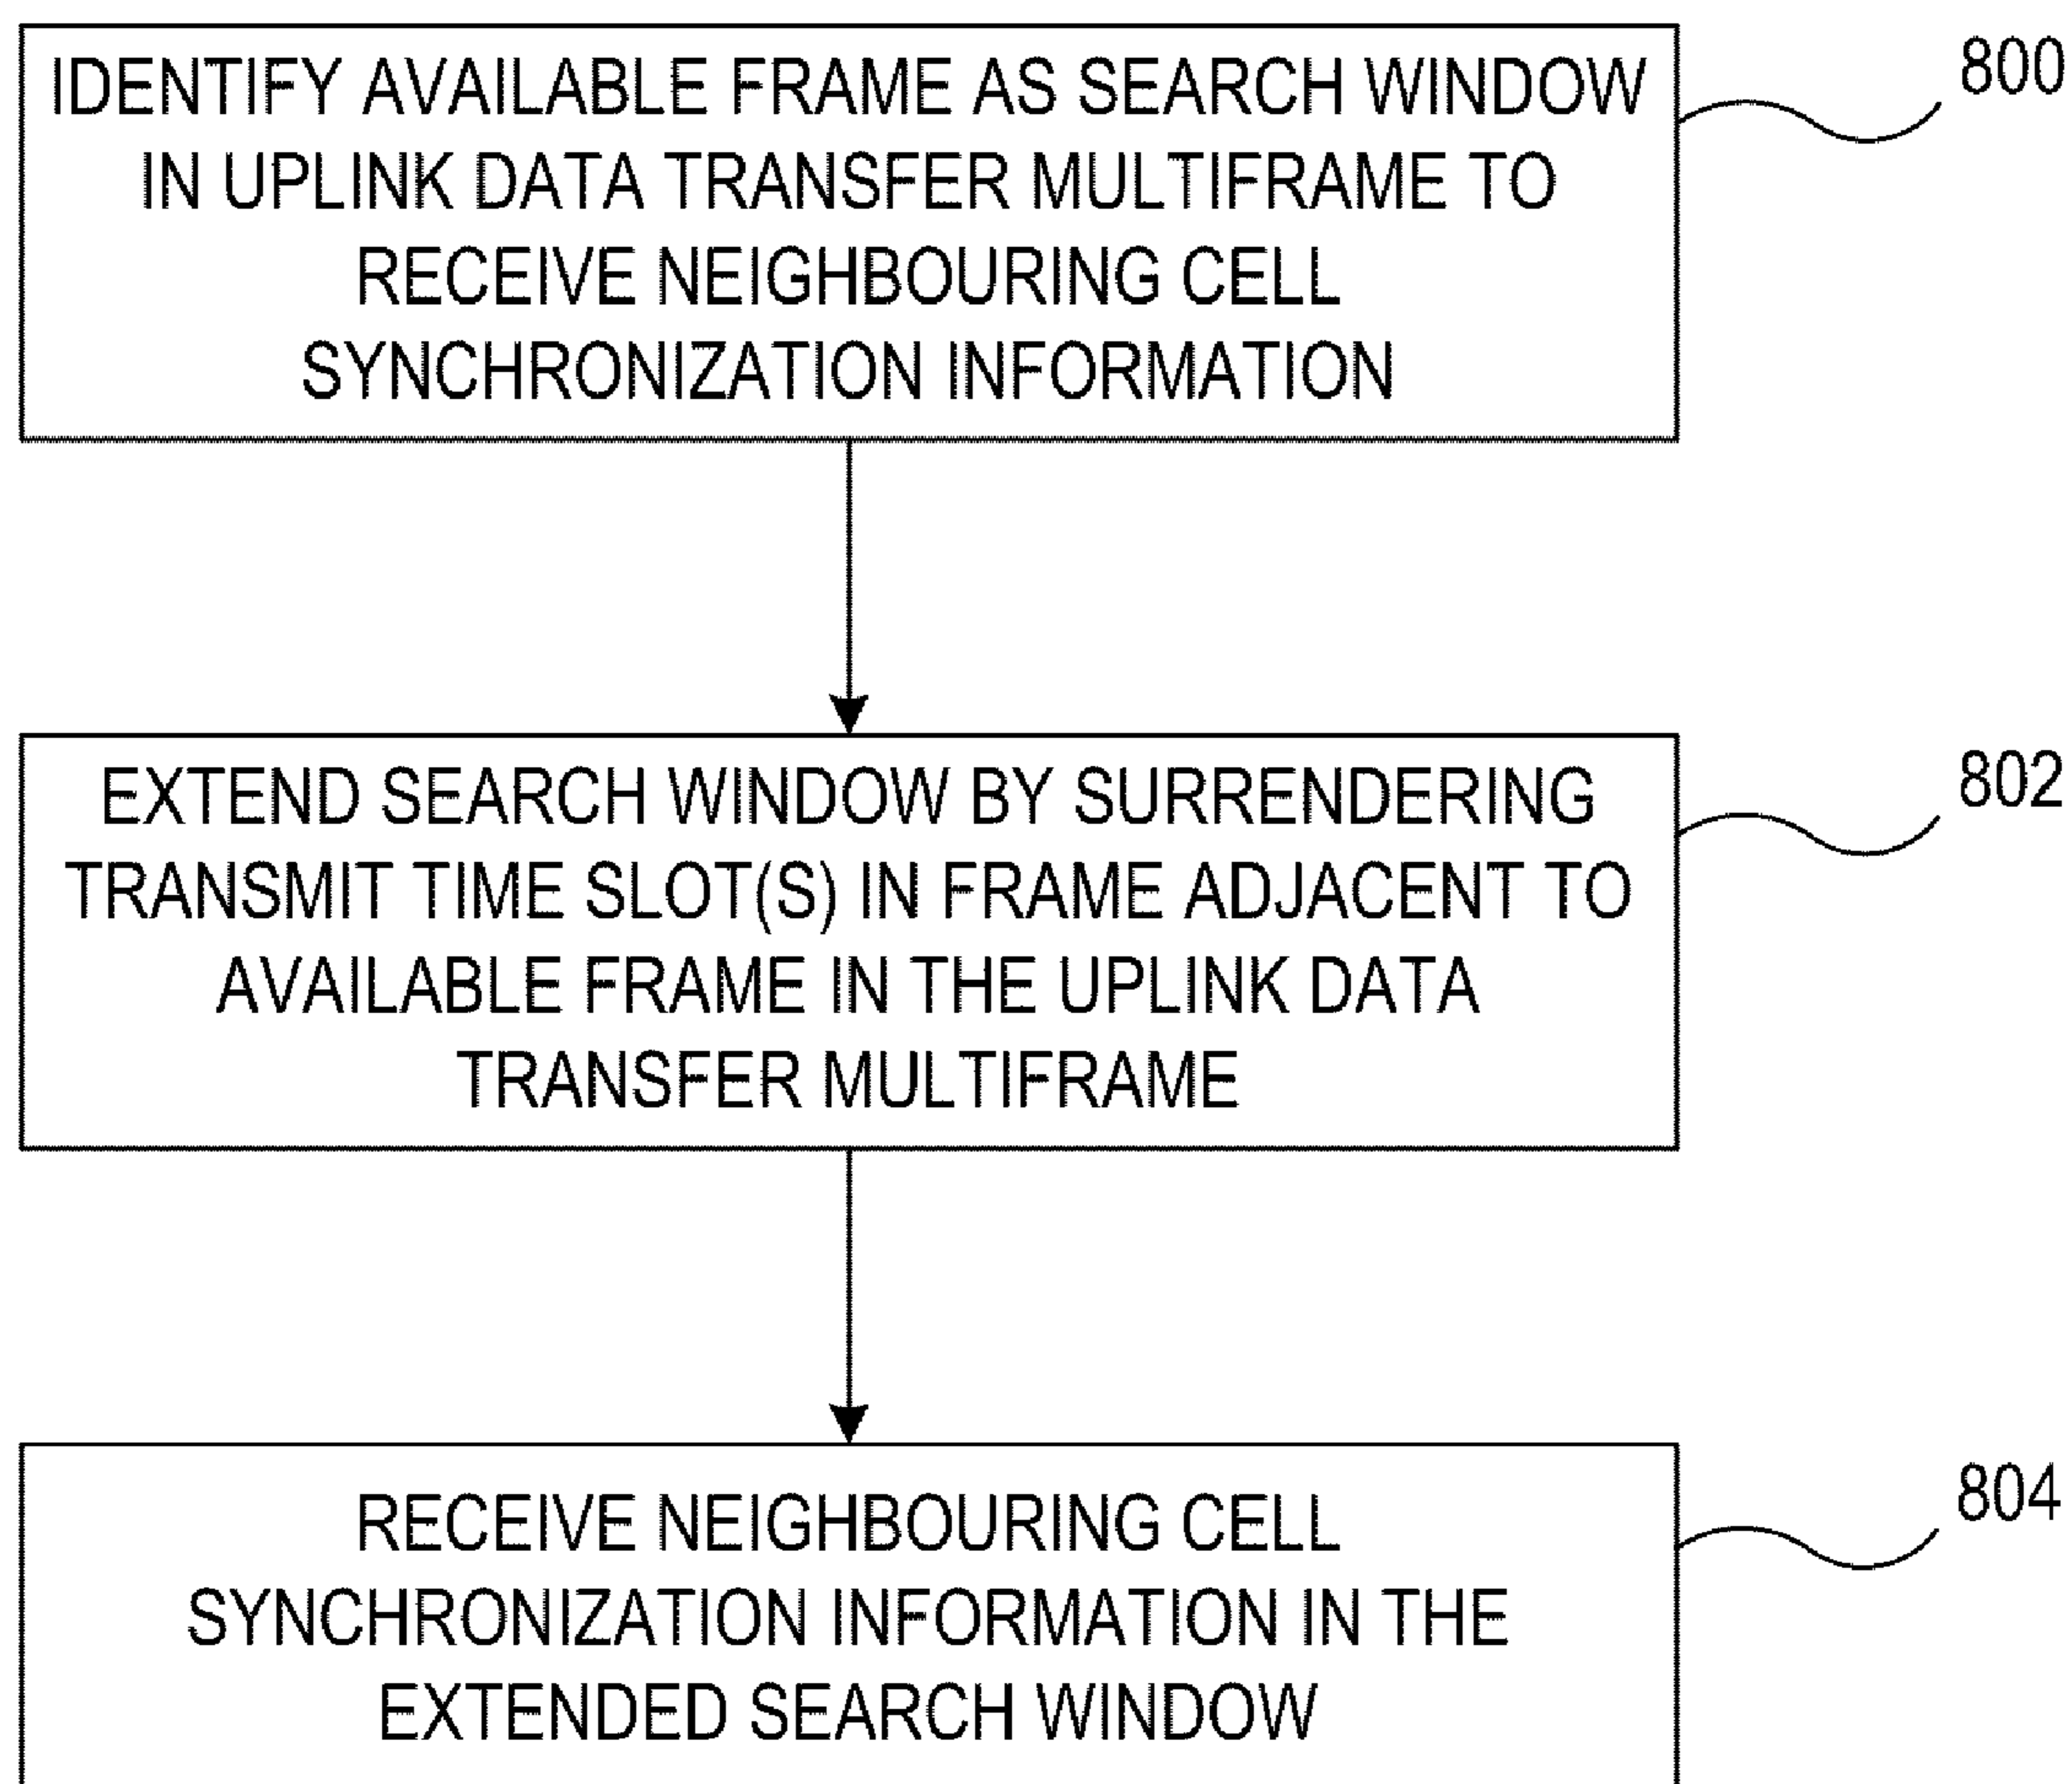 IDENTIFY AVAILABLE FRAME AS SEARCH WINDOW
IN UPLINK DATA TRANSFER MULTIFRAME TO
RECEIVE NEIGHBOURING CELL
SYNCHRONIZATION INFORMATION
800
EXTEND SEARCH WINDOW BY SURRENDERING
TRANSMIT TIME SLOT(S) IN FRAME ADJACENT TO
AVAILABLE FRAME IN THE UPLINK DATA
TRANSFER MULTIFRAME
802
RECEIVE NEIGHBOURING CELL
SYNCHRONIZATION INFORMATION IN THE
EXTENDED SEARCH WINDOW
804